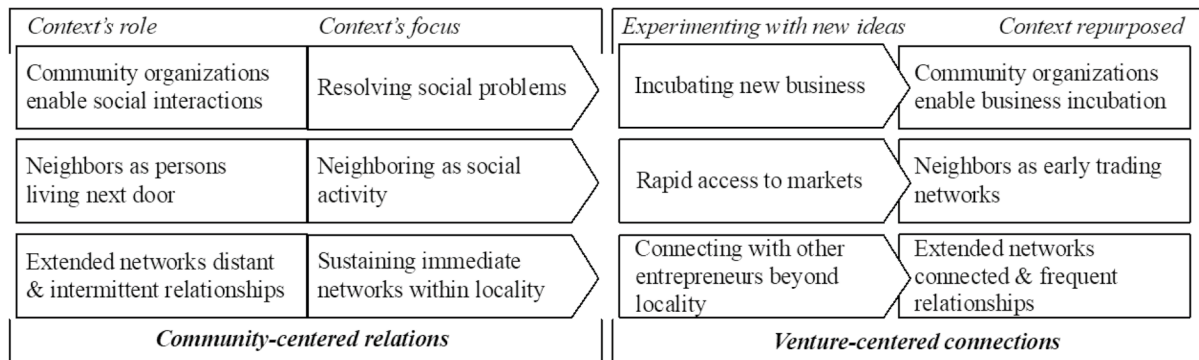 Context's role
Context's focus
Experimenting with new ideas
Context repurposed
Community organizations
enable social interactions
Resolving social problems
Incubating new business
Community organizations
enable business incubation
Neighbors as persons
living next door
Neighboring as social
activity
Rapid access to markets
Neighbors as early trading
networks
Extended networks distant
& intermittent relationships
Sustaining immediate
networks within locality
Connecting with other
entrepreneurs beyond
locality
Extended networks
connected & frequent
relationships
Community-centered relations
Venture-centered connections